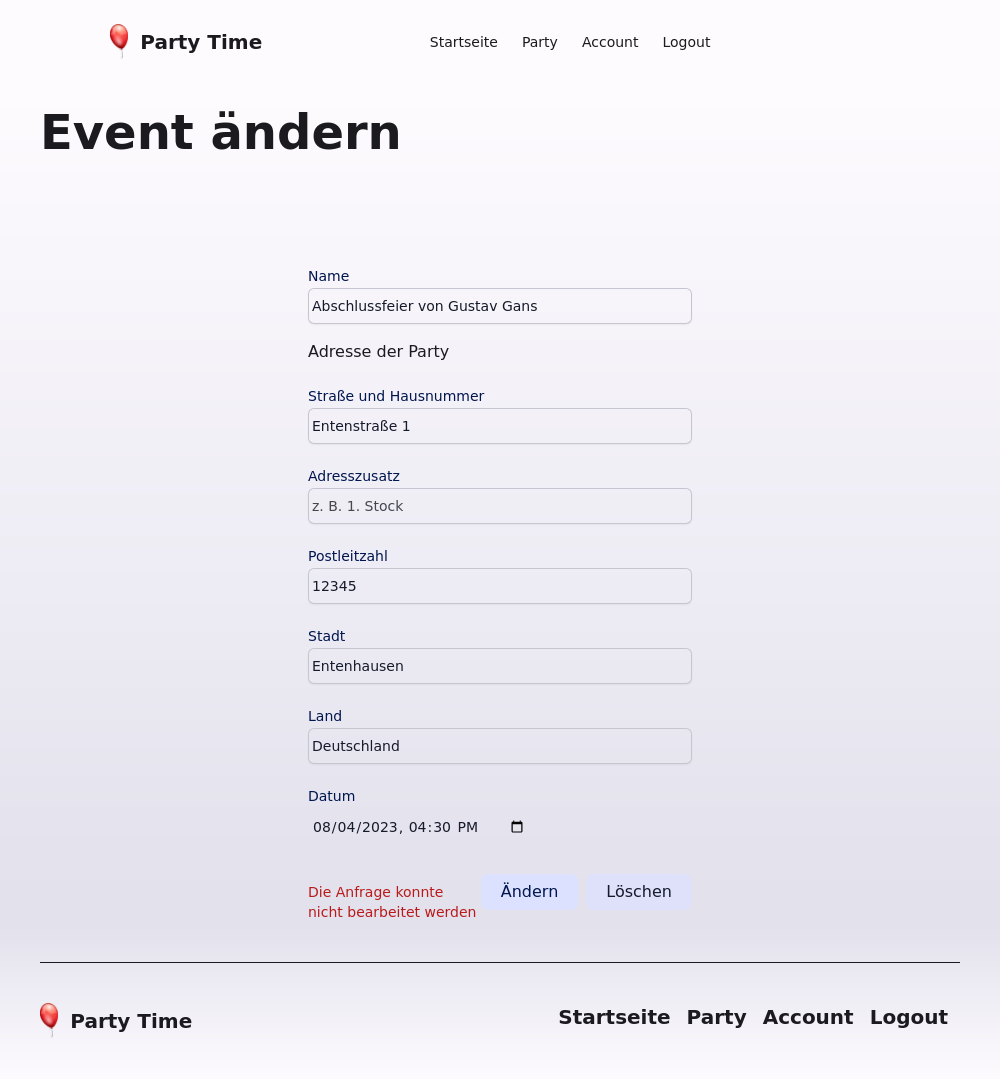 Party Time
Startseite Party Account Logout
Event ändern
Name
Abschlussfeier von Gustav Gans
Adresse der Party
Straße und Hausnummer
Entenstraße 1
Adresszusatz
z. B. 1. Stock
Postleitzahl
12345
Stadt
Entenhausen
Land
Deutschland
Datum
08/04/2023, 04:30 PM
Die Anfrage konnte
nicht bearbeitet werden
Ändern Löschen
Party Time
Startseite Party Account Logout